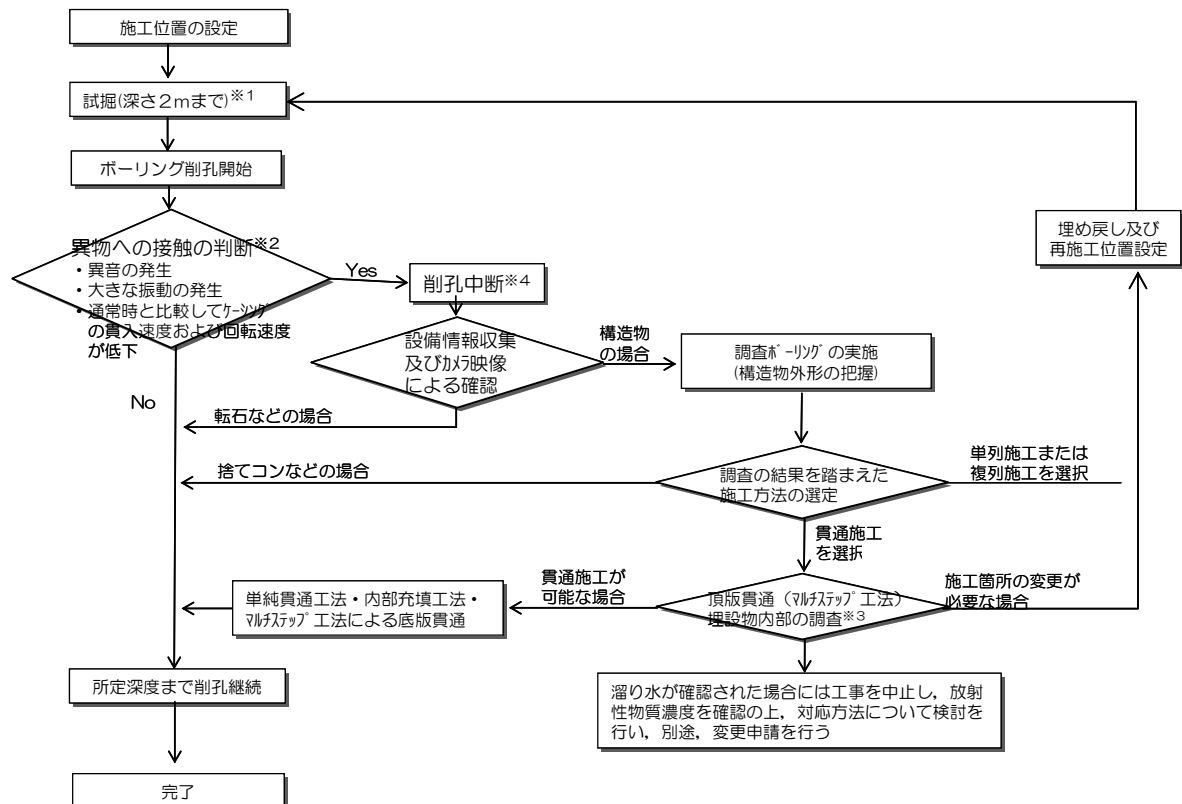 施工位置の設定
試掘(深さ２ｍまで)※1
ボーリング削孔開始
異物への接触の判断※2
・異音の発生
・大きな振動の発生
・通常時と比較してｹｰｼﾝｸﾞ
の貫入速度および回転速度
が低下
Yes
No
削孔中断※4
設備情報収集
及びｶﾒﾗ映像
による確認
構造物
の場合
調査ﾎﾞｰﾘﾝｸﾞの実施
(構造物外形の把握)
埋め戻し及び
再施工位置設定
転石などの場合
捨てコンなどの場合
調査の結果を踏まえた
施工方法の選定
単列施工または
複列施工を選択
貫通施工
を選択
貫通施工が
可能な場合
単純貫通工法・内部充填工法・
ﾏﾙﾁｽﾃｯﾌﾟ工法による底版貫通
頂版貫通（ﾏﾙﾁｽﾃｯﾌﾟ工法）
埋設物内部の調査※3
施工箇所の変更が
必要な場合
所定深度まで削孔継続
溜り水が確認された場合には工事を中止し，放射
性物質濃度を確認の上，対応方法について検討を
行い，別途，変更申請を行う
完了